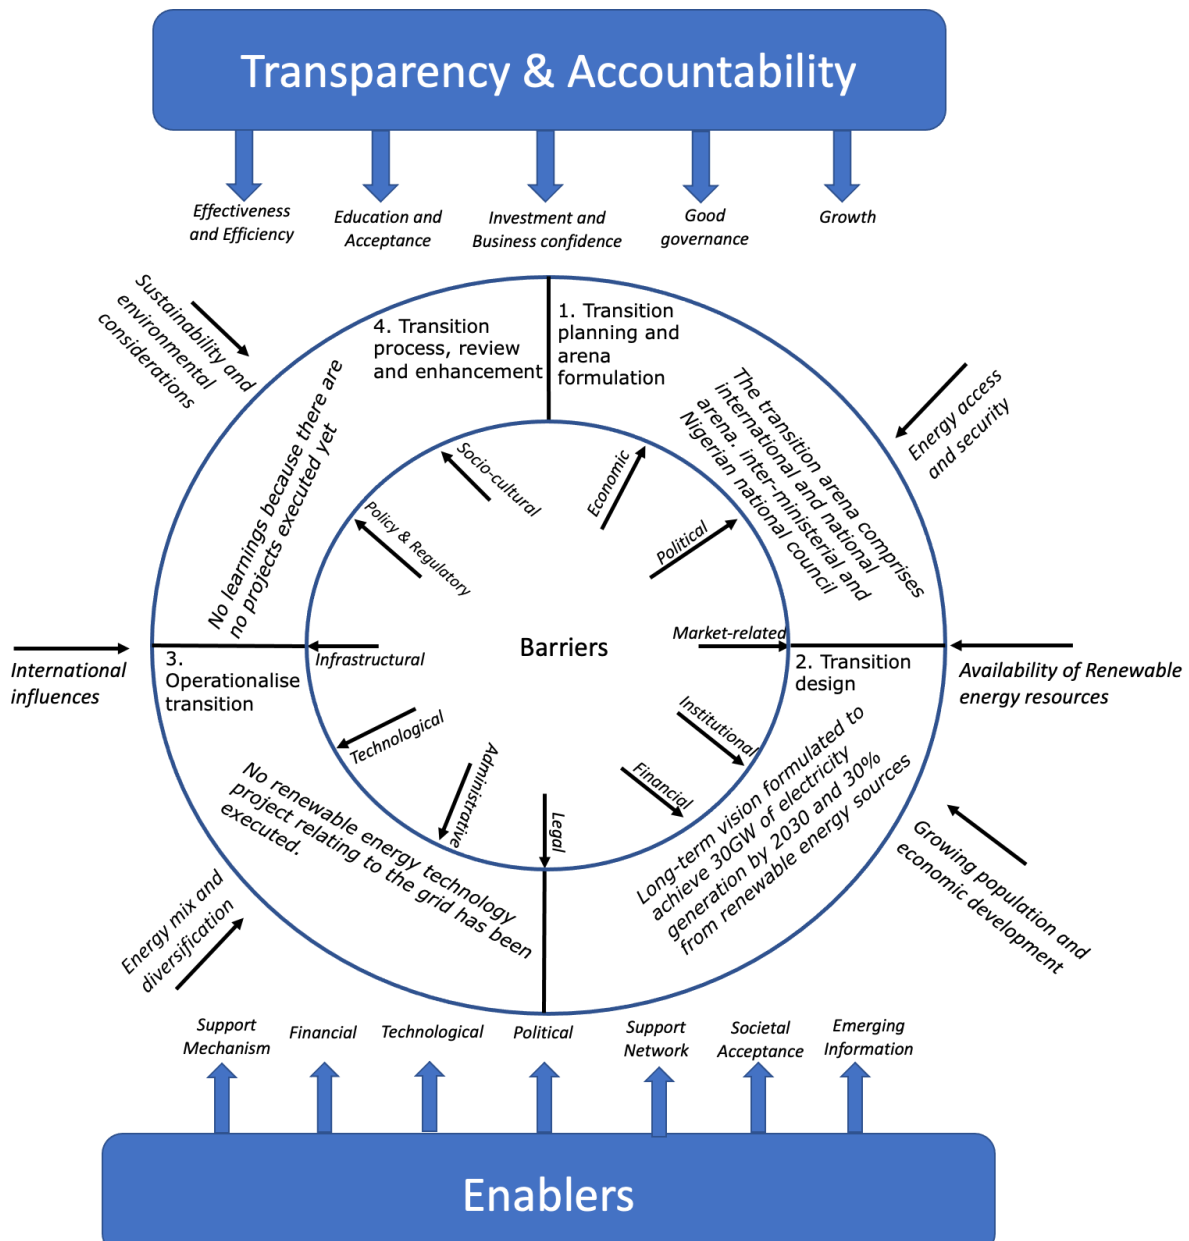 Transparency & Accountability
Effectiveness
and Efficiency
Education and
Acceptance
Investment and
Business confidence
Good
governance
Growth
Sustainability and
environmental
considerations
4. Transition
process, review
and enhancement
1. Transition
planning and
arena
formulation
Energy access
and security
No learnings because there are
no projects executed yet
The transition arena comprises
international and national
arena. inter-ministerial and
Nigerian national council
Socio-cultural
Economic
Policy & Regulatory
Political
Barriers
Market-related
Infrastructural
International
influences
3.
Operationalise
transition
2. Transition
design
Availability of Renewable
energy resources
Technological
Administrative
Legal
Financial
Institutional
No renewable energy technology
project relating to the grid has been
executed.
Long-term vision formulated to
achieve 30GW of electricity
generation by 2030 and 30%
from renewable energy sources
Growing population and
economic development
Energy mix and
diversification
Support
Mechanism
Financial
Technological
Political
Support
Network
Societal
Acceptance
Emerging
Information
Enablers